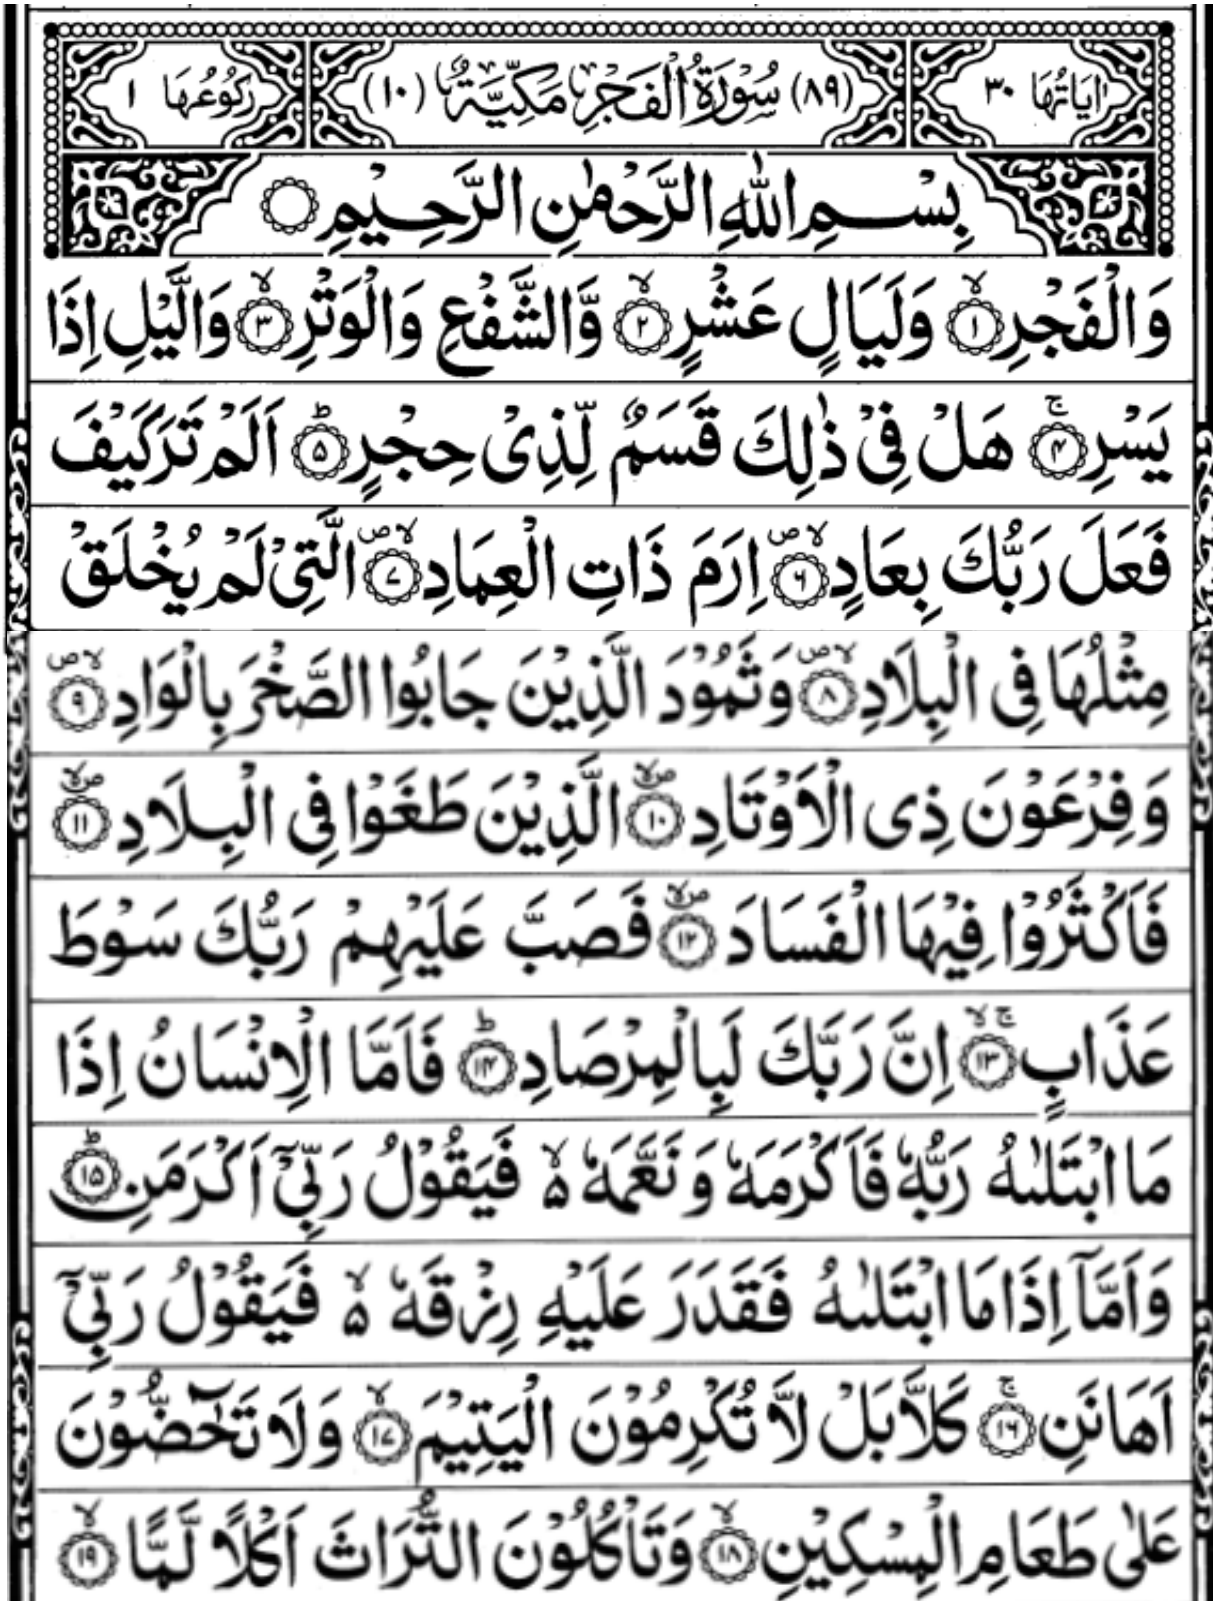 اٰيَاتُهَا ٣٠ (٨٩) سُوْرَةُ الْفَجْرِ مَكِّيَّةٌ (١٠) رُكُوْعُهَا ١
بِسْمِ اللّٰهِ الرَّحْمٰنِ الرَّحِيْمِ
وَالْفَجْرِ ۙ﴿١﴾ وَلَيَالٍ عَشْرٍ ۙ﴿٢﴾ وَّالشَّفْعِ وَالْوَتْرِ ۙ﴿٣﴾ وَالَّيْلِ اِذَا
يَسْرِ ۚ﴿٤﴾ هَلْ فِيْ ذٰلِكَ قَسَمٌ لِّذِيْ حِجْرٍ ؕ﴿٥﴾ اَلَمْ تَرَ كَيْفَ
فَعَلَ رَبُّكَ بِعَادٍ ۪ۙ﴿٦﴾ اِرَمَ ذَاتِ الْعِمَادِ ۪ۙ﴿٧﴾ الَّتِيْ لَمْ يُخْلَقْ
مِثْلُهَا فِي الْبِلَادِ ۪ۙ﴿٨﴾ وَثَمُوْدَ الَّذِيْنَ جَابُوا الصَّخْرَ بِالْوَادِ ۪ۙ﴿٩﴾
وَفِرْعَوْنَ ذِي الْاَوْتَادِ ۪ۙ﴿١٠﴾ الَّذِيْنَ طَغَوْا فِي الْبِلَادِ ۪ۙ﴿١١﴾
فَاَكْثَرُوْا فِيْهَا الْفَسَادَ ۪ۙ﴿١٢﴾ فَصَبَّ عَلَيْهِمْ رَبُّكَ سَوْطَ
عَذَابٍ ۚۙ﴿١٣﴾ اِنَّ رَبَّكَ لَبِالْمِرْصَادِ ؕ﴿١٤﴾ فَاَمَّا الْاِنْسَانُ اِذَا
مَا ابْتَلٰىهُ رَبُّهٗ فَاَكْرَمَهٗ وَنَعَّمَهٗ ۙ۬ فَيَقُوْلُ رَبِّيْۤ اَكْرَمَنِ ؕ﴿١٥﴾
وَاَمَّاۤ اِذَا مَا ابْتَلٰىهُ فَقَدَرَ عَلَيْهِ رِزْقَهٗ ۙ۬ فَيَقُوْلُ رَبِّيْۤ
اَهَانَنِ ۚ﴿١٦﴾ كَلَّا بَلْ لَّا تُكْرِمُوْنَ الْيَتِيْمَ ۙ﴿١٧﴾ وَلَا تَحٰٓضُّوْنَ
عَلٰى طَعَامِ الْمِسْكِيْنِ ۙ﴿١٨﴾ وَتَاْكُلُوْنَ التُّرَاثَ اَكْلًا لَّمًّا ۙ﴿١٩﴾